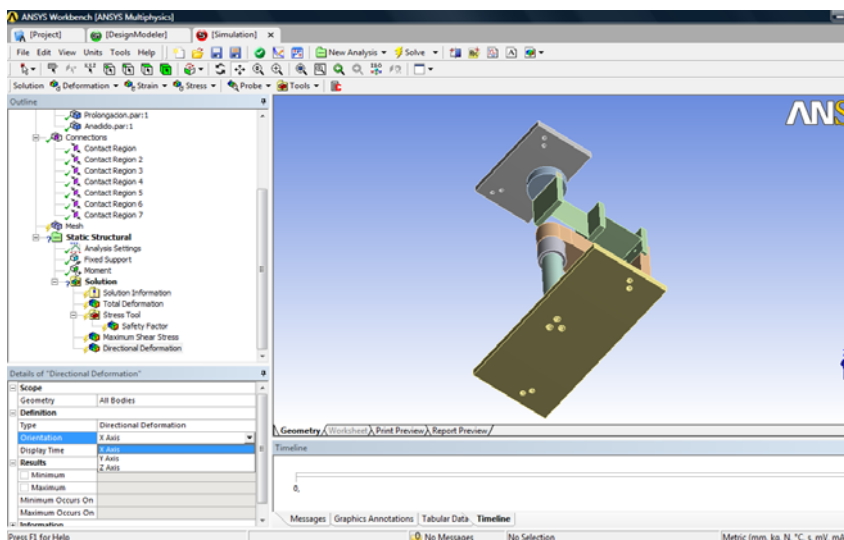 ANSYS Workbench [ANSYS Multiphysics]
[Project] [DesignModeler] [Simulation] ×
File Edit View Units Tools Help New Analysis Solve
Solution Deformation Strain Stress Probe Tools
Outline
Prolongacion.par:1
Anadido.par:1
Connections
Contact Region
Contact Region 2
Contact Region 3
Contact Region 4
Contact Region 5
Contact Region 6
Contact Region 7
Mesh
Static Structural
Analysis Settings
Fixed Support
Moment
Solution
Solution Information
Total Deformation
Stress Tool
Safety Factor
Maximum Shear Stress
Directional Deformation
ANS
Details of "Directional Deformation"
Scope
Geometry All Bodies
Definition
Type Directional Deformation
Orientation X Axis
Display Time X Axis
Y Axis
Results Z Axis
Minimum
Maximum
Minimum Occurs On
Maximum Occurs On
Information
Geometry Worksheet Print Preview Report Preview
Timeline
0,
Messages Graphics Annotations Tabular Data Timeline
Press F1 for Help No Messages No Selection Metric (mm, kg, N, °C, s, mV, mA